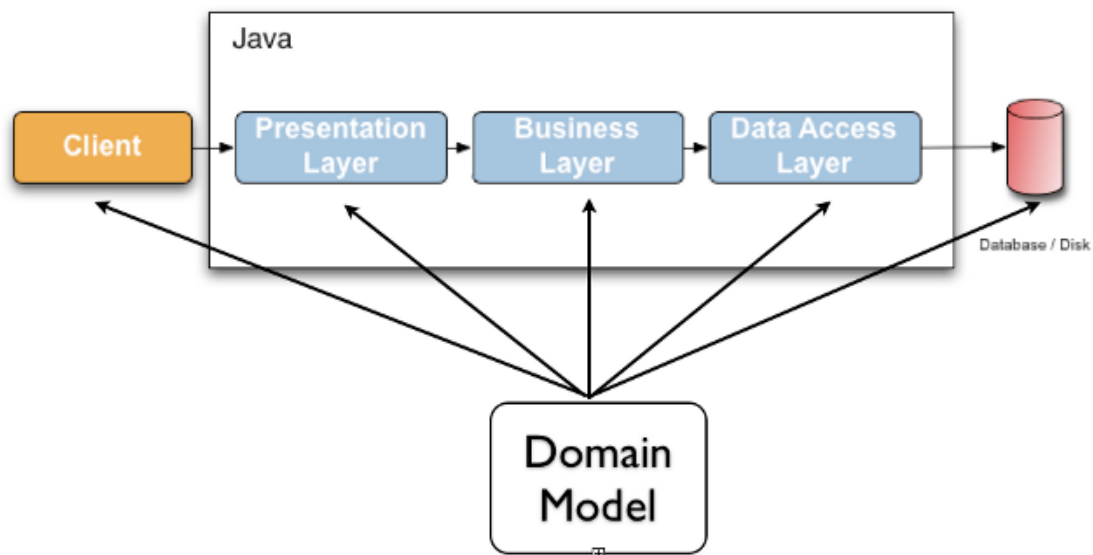 Java
Client
Presentation
Layer
Business
Layer
Data Access
Layer
Database / Disk
Domain
Model